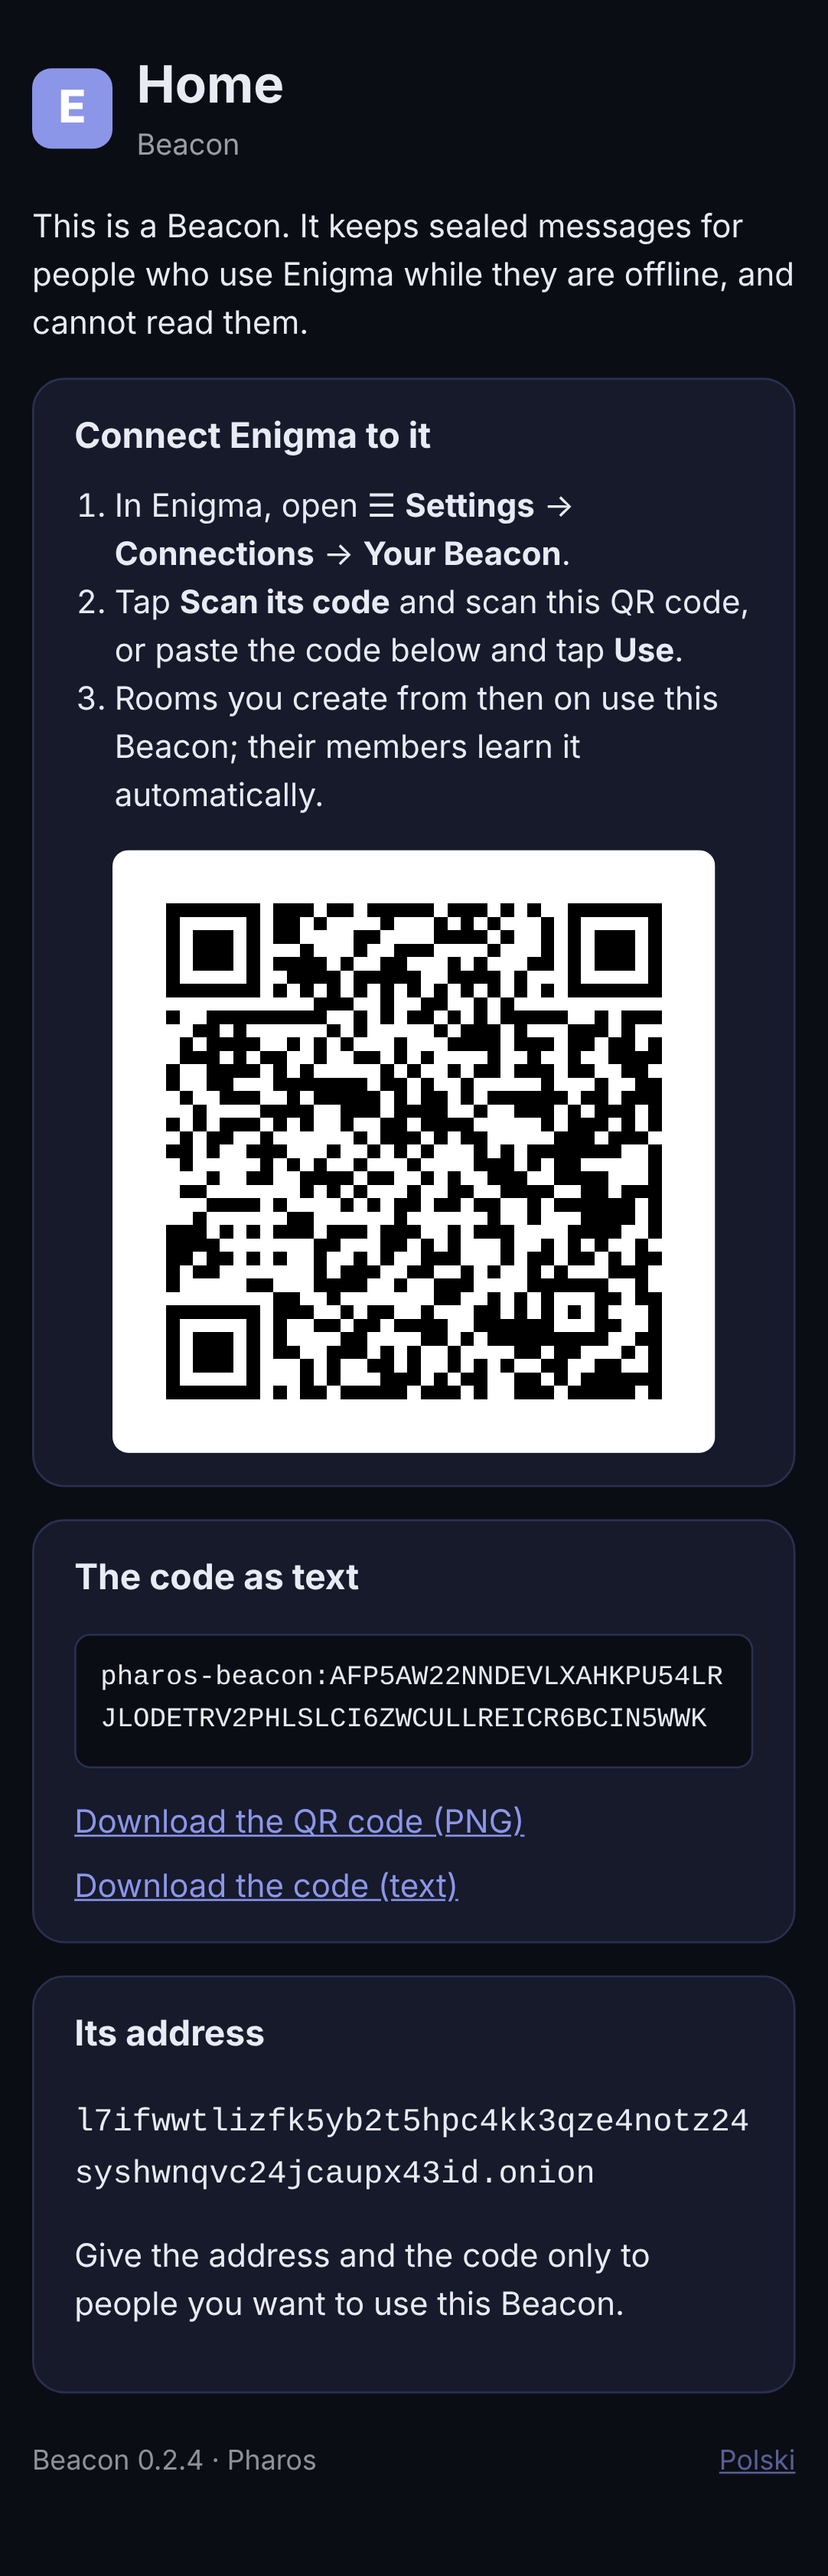 E
Home
Beacon
This is a Beacon. It keeps sealed messages for
people who use Enigma while they are offline, and
cannot read them.
Connect Enigma to it
1. In Enigma, open ☰ Settings →
Connections → Your Beacon.
2. Tap Scan its code and scan this QR code,
or paste the code below and tap Use.
3. Rooms you create from then on use this
Beacon; their members learn it
automatically.
The code as text
pharos-beacon:AFP5AW22NNDEVLXAHKPU54LR
JLODETRV2PHLSLCI6ZWCULLREICR6BCIN5WWK
Download the QR code (PNG)
Download the code (text)
Its address
l7ifwwtlizfk5yb2t5hpc4kk3qze4notz24
syshwnqvc24jcaupx43id.onion
Give the address and the code only to
people you want to use this Beacon.
Beacon 0.2.4 · Pharos
Polski